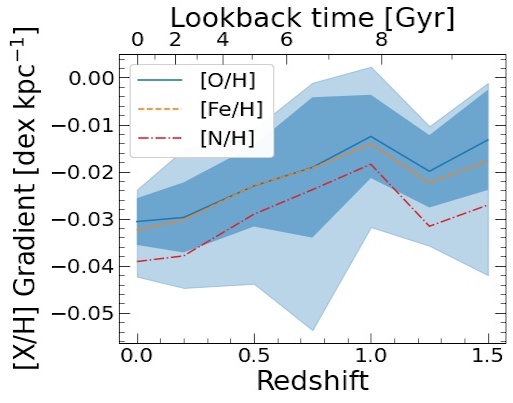 Lookback time [Gyr]
0 2 4 6 8
[X/H] Gradient [dex kpc⁻¹]
0.00
−0.01
−0.02
−0.03
−0.04
−0.05
[O/H]
[Fe/H]
[N/H]
0.0 0.5 1.0 1.5
Redshift